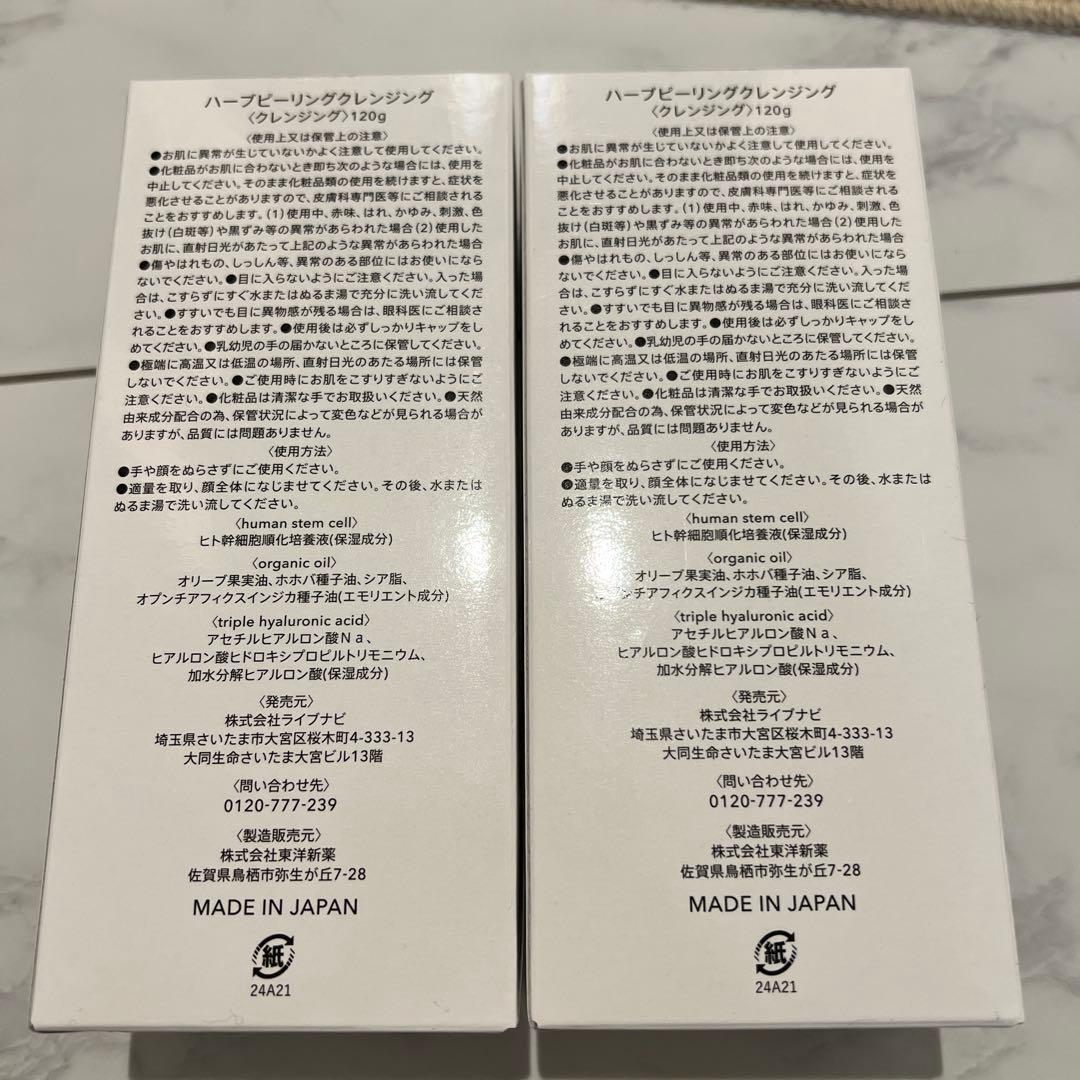 ハーブピーリングクレンジング
〈クレンジング〉120g
〈使用上又は保管上の注意〉
●お肌に異常が生じていないかよく注意して使用してください。
●化粧品がお肌に合わないとき即ち次のような場合には、使用を
中止してください。そのまま化粧品類の使用を続けますと、症状を
悪化させることがありますので、皮膚科専門医等にご相談される
ことをおすすめします。(1)使用中、赤味、はれ、かゆみ、刺激、色
抜け(白斑等)や黒ずみ等の異常があらわれた場合(2)使用した
お肌に、直射日光があたって上記のような異常があらわれた場合
●傷やはれもの、しっしん等、異常のある部位にはお使いになら
ないでください。●目に入らないようにご注意ください。入った場
合は、こすらずにすぐ水またはぬるま湯で充分に洗い流してくだ
さい。●すすいでも目に異物感が残る場合は、眼科医にご相談さ
れることをおすすめします。●使用後は必ずしっかりキャップをし
めてください。●乳幼児の手の届かないところに保管してください。
●極端に高温又は低温の場所、直射日光のあたる場所には保管
しないでください。●ご使用時にお肌をこすりすぎないようにご
注意ください。●化粧品は清潔な手でお取扱いください。●天然
由来成分配合の為、保管状況によって変色などが見られる場合が
ありますが、品質には問題ありません。
〈使用方法〉
●手や顔をぬらさずにご使用ください。
●適量を取り、顔全体になじませてください。その後、水または
ぬるま湯で洗い流してください。
〈human stem cell〉
ヒト幹細胞順化培養液(保湿成分)
〈organic oil〉
オリーブ果実油、ホホバ種子油、シア脂、
オプンチアフィクスインジカ種子油(エモリエント成分)
〈triple hyaluronic acid〉
アセチルヒアルロン酸Na、
ヒアルロン酸ヒドロキシプロピルトリモニウム、
加水分解ヒアルロン酸(保湿成分)
〈発売元〉
株式会社ライブナビ
埼玉県さいたま市大宮区桜木町4-333-13
大同生命さいたま大宮ビル13階
〈問い合わせ先〉
0120-777-239
〈製造販売元〉
株式会社東洋新薬
佐賀県鳥栖市弥生が丘7-28
MADE IN JAPAN
紙
24A21
ハーブピーリングクレンジング
〈クレンジング〉120g
〈使用上又は保管上の注意〉
●お肌に異常が生じていないかよく注意して使用してください。
●化粧品がお肌に合わないとき即ち次のような場合には、使用を
中止してください。そのまま化粧品類の使用を続けますと、症状を
悪化させることがありますので、皮膚科専門医等にご相談される
ことをおすすめします。(1)使用中、赤味、はれ、かゆみ、刺激、色
抜け(白斑等)や黒ずみ等の異常があらわれた場合(2)使用した
お肌に、直射日光があたって上記のような異常があらわれた場合
●傷やはれもの、しっしん等、異常のある部位にはお使いになら
ないでください。●目に入らないようにご注意ください。入った場
合は、こすらずにすぐ水またはぬるま湯で充分に洗い流してくだ
さい。●すすいでも目に異物感が残る場合は、眼科医にご相談さ
れることをおすすめします。●使用後は必ずしっかりキャップをし
めてください。●乳幼児の手の届かないところに保管してください。
●極端に高温又は低温の場所、直射日光のあたる場所には保管
しないでください。●ご使用時にお肌をこすりすぎないようにご
注意ください。●化粧品は清潔な手でお取扱いください。●天然
由来成分配合の為、保管状況によって変色などが見られる場合が
ありますが、品質には問題ありません。
〈使用方法〉
●手や顔をぬらさずにご使用ください。
●適量を取り、顔全体になじませてください。その後、水または
ぬるま湯で洗い流してください。
〈human stem cell〉
ヒト幹細胞順化培養液(保湿成分)
〈organic oil〉
オリーブ果実油、ホホバ種子油、シア脂、
チアフィクスインジカ種子油(エモリエント成分)
〈triple hyaluronic acid〉
アセチルヒアルロン酸Na、
ヒアルロン酸ヒドロキシプロピルトリモニウム、
加水分解ヒアルロン酸(保湿成分)
〈発売元〉
株式会社ライブナビ
埼玉県さいたま市大宮区桜木町4-333-13
大同生命さいたま大宮ビル13階
〈問い合わせ先〉
0120-777-239
〈製造販売元〉
株式会社東洋新薬
佐賀県鳥栖市弥生が丘7-28
MADE IN JAPAN
紙
24A21